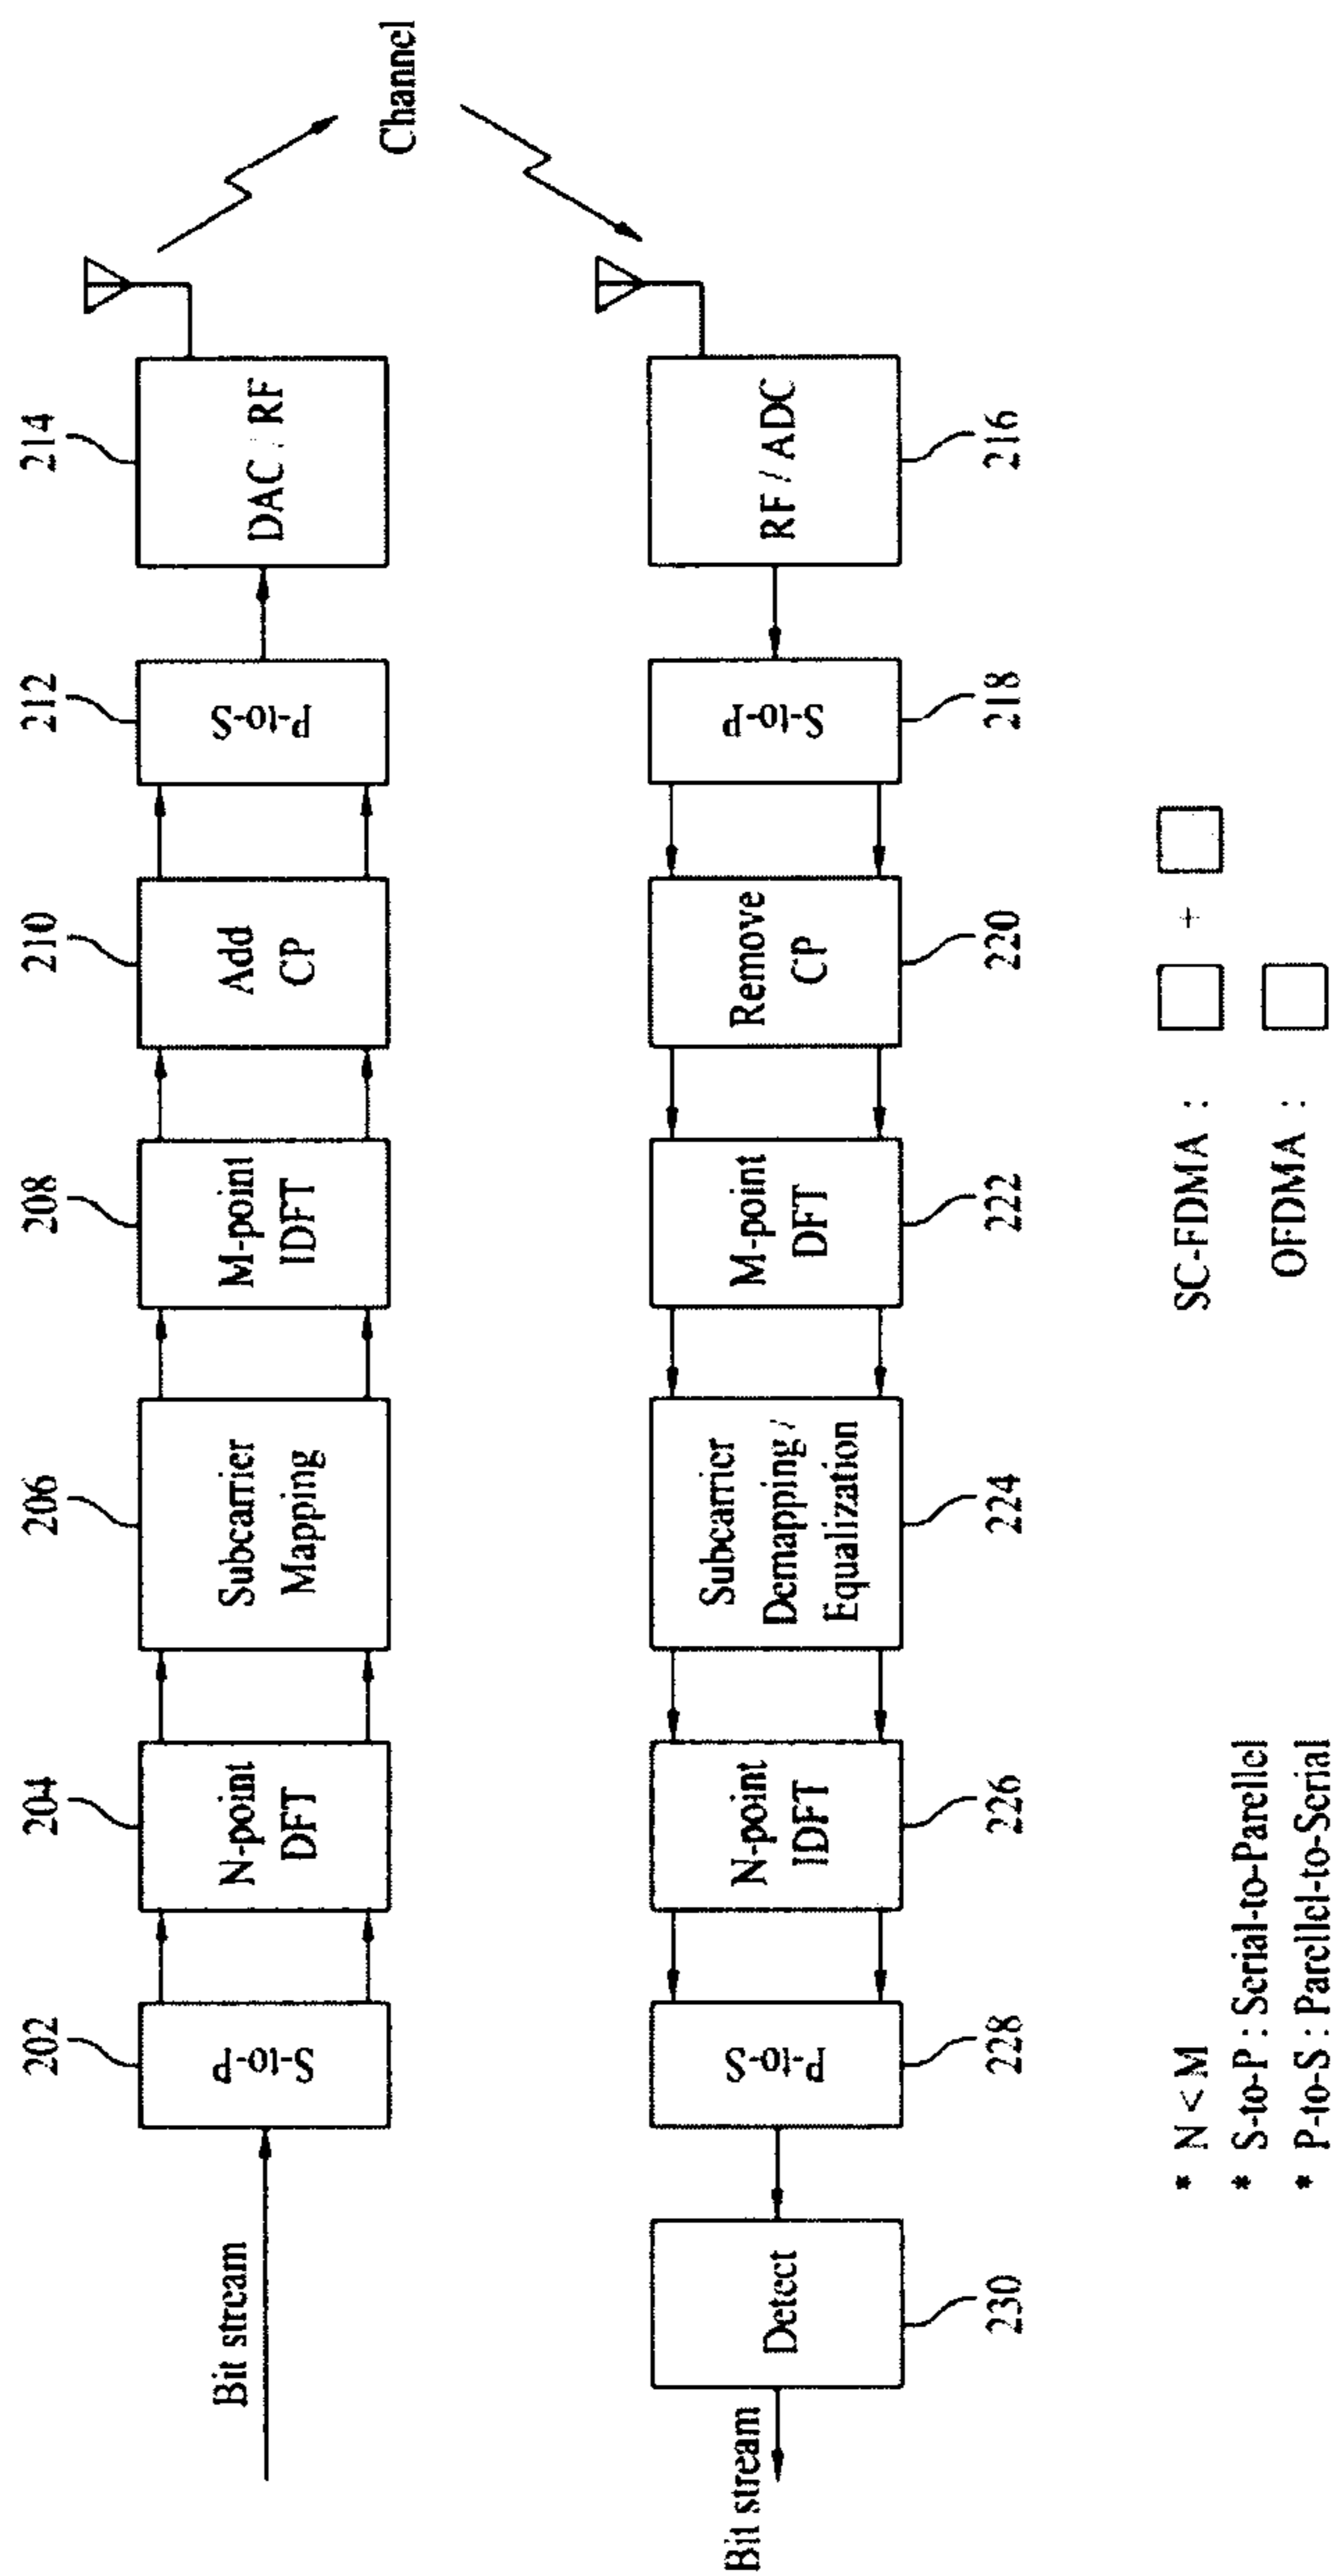 Bit stream
202
S-to-P
204
N-point
DFT
206
Subcarrier
Mapping
208
M-point
IDFT
210
Add
CP
212
P-to-S
214
DAC / RF
Channel
Bit stream
Detect
230
P-to-S
228
N-point
IDFT
226
Subcarrier
Demapping /
Equalization
224
M-point
DFT
222
Remove
CP
220
S-to-P
218
RF / ADC
216
* N < M
* S-to-P : Serial-to-Parellel
* P-to-S : Parellel-to-Serial
SC-FDMA : +
OFDMA :